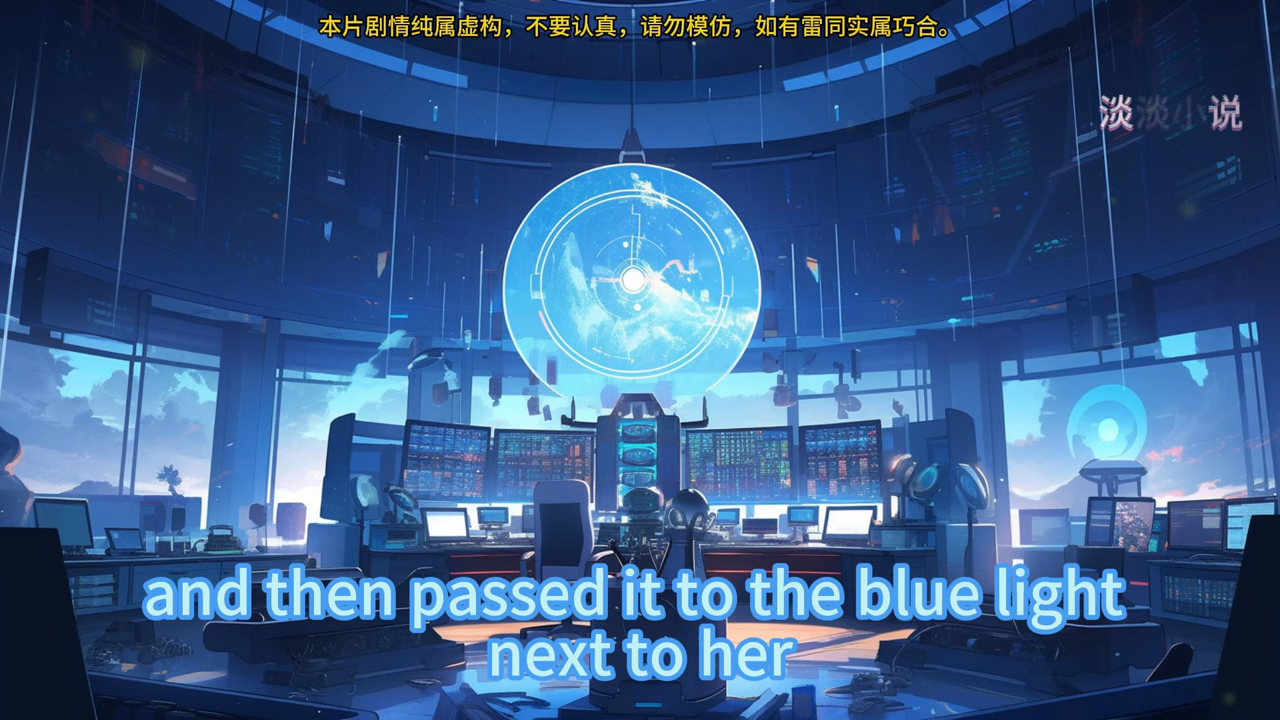 本片剧情纯属虚构，不要认真，请勿模仿，如有雷同实属巧合。
淡淡小说
and then passed it to the blue light
next to her